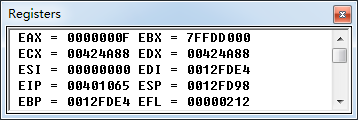 Registers
EAX = 0000000F EBX = 7FFDD000
ECX = 00424A88 EDX = 00424A88
ESI = 00000000 EDI = 0012FDE4
EIP = 00401065 ESP = 0012FD98
EBP = 0012FDE4 EFL = 00000212